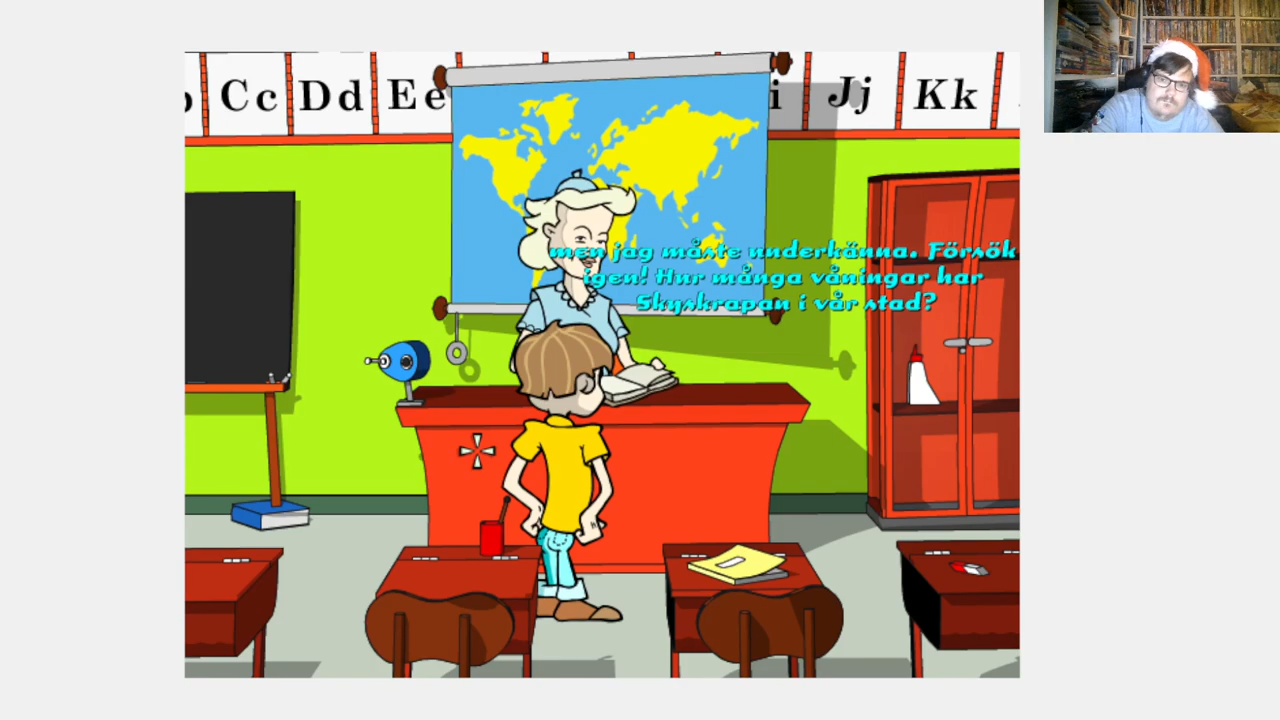 Cc Dd Ee i Jj Kk
men jag måste underkänna. Försök
igen! Hur många våningar har
Skyskrapan i vår stad?